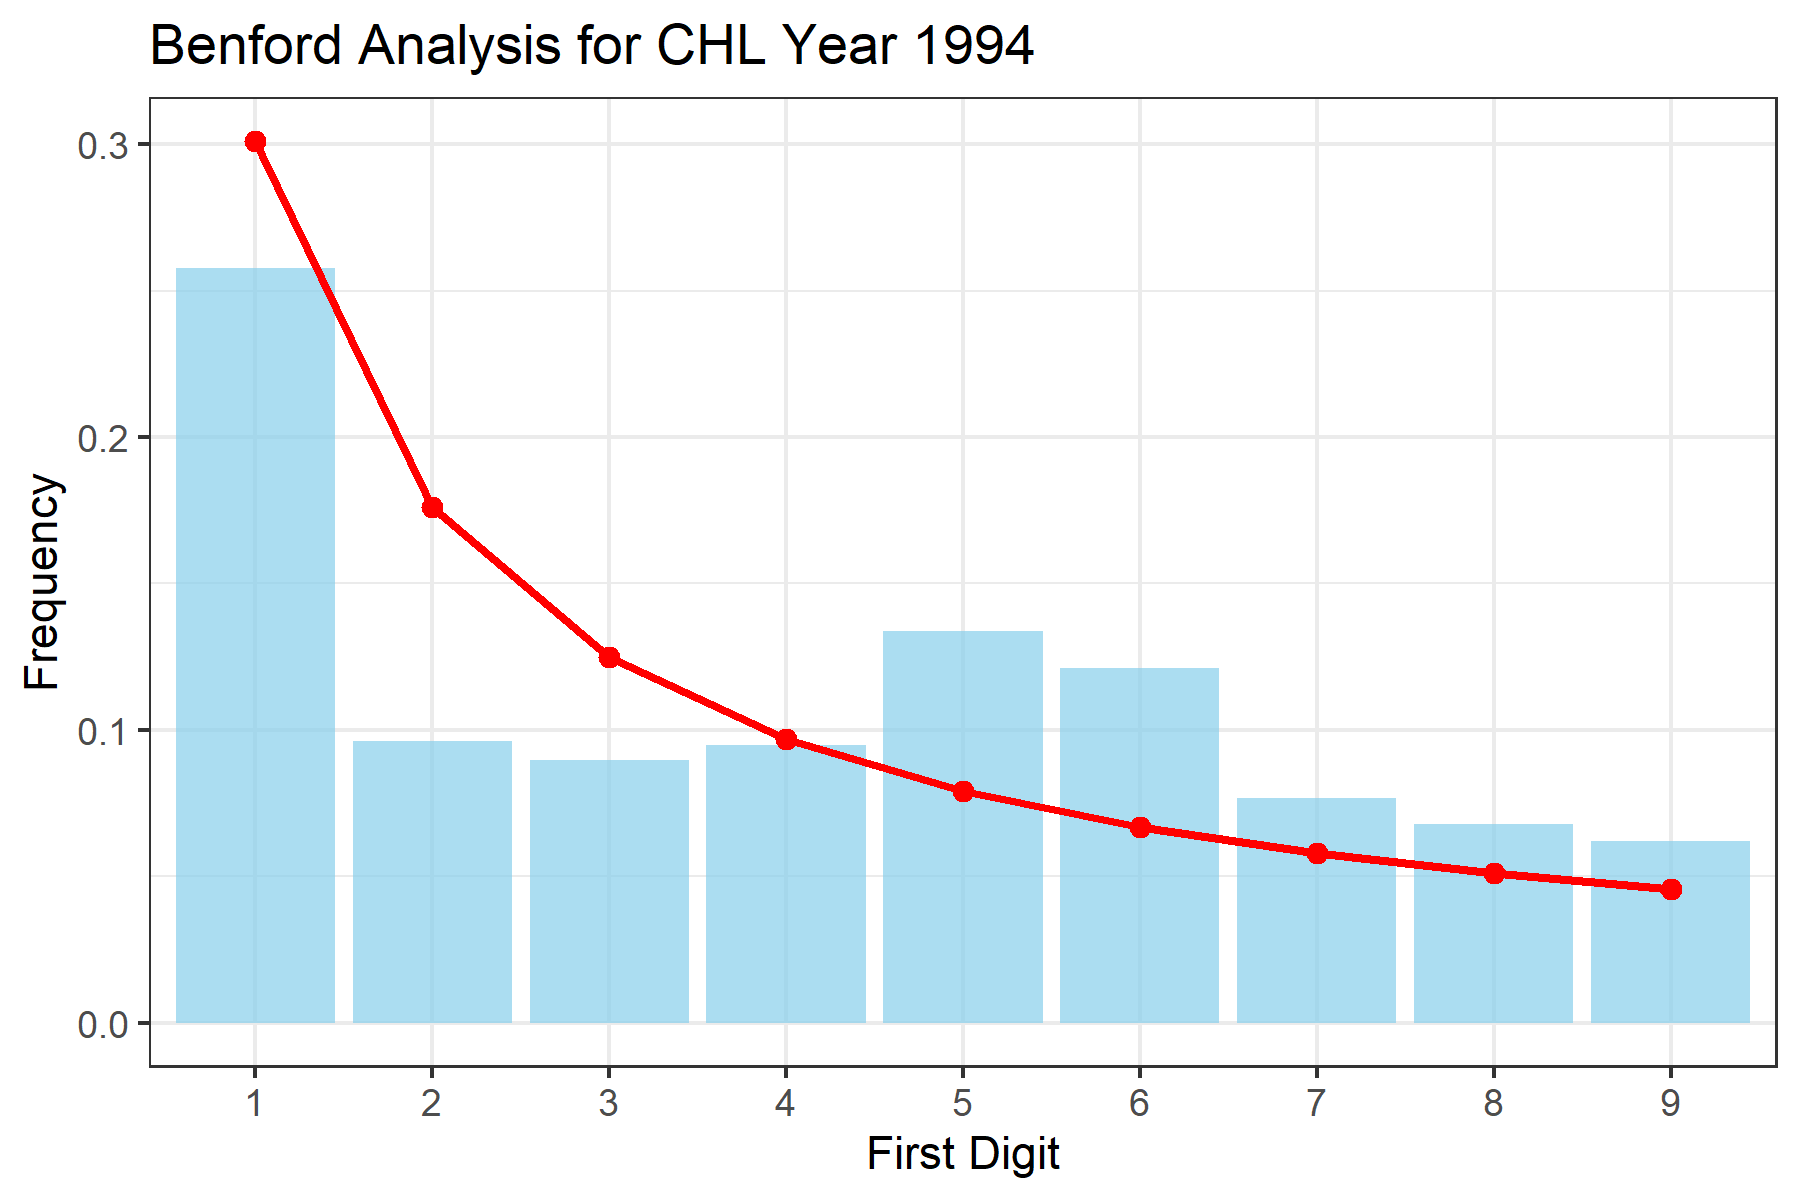 Benford Analysis for CHL Year 1994
Frequency
0.3
0.2
0.1
0.0
1 2 3 4 5 6 7 8 9
First Digit